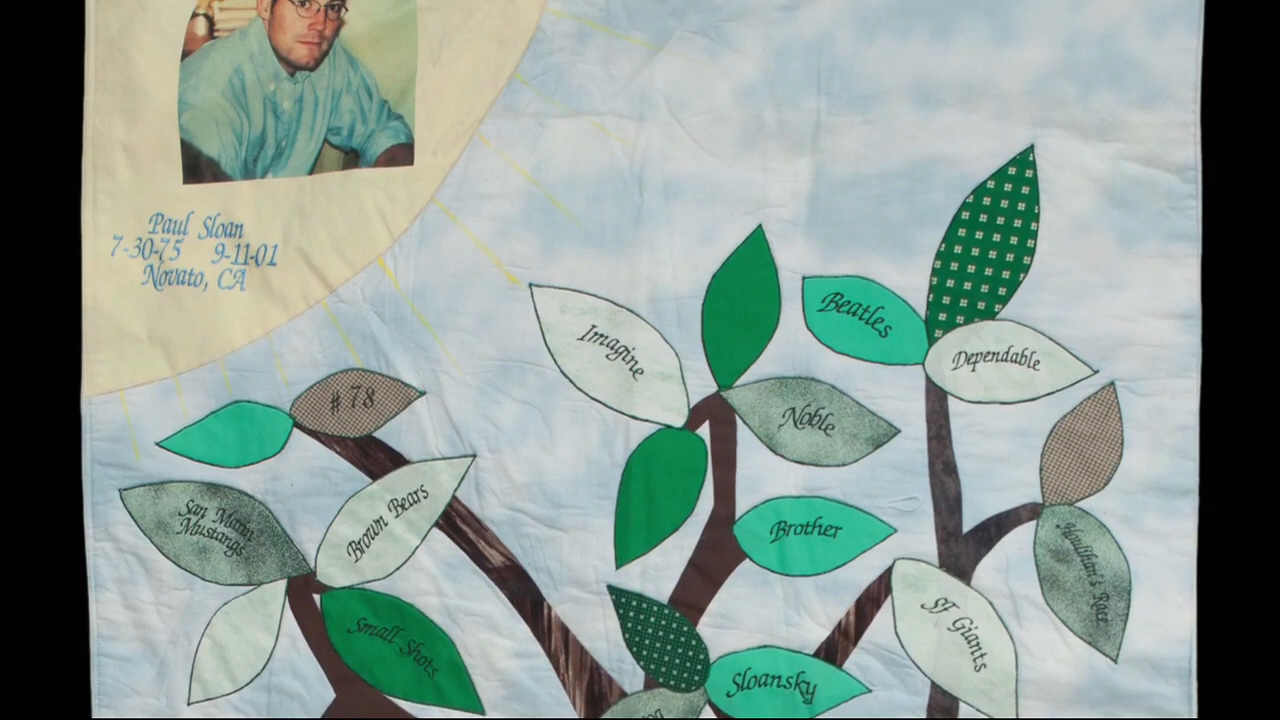 Paul Sloan
7-30-75 9-11-01
Novato, CA
Imagine
Beatles
Dependable
# 78
Noble
San Marin
Mustangs
Brown Bears
Brother
Small Shots
SF Giants
Sloansky